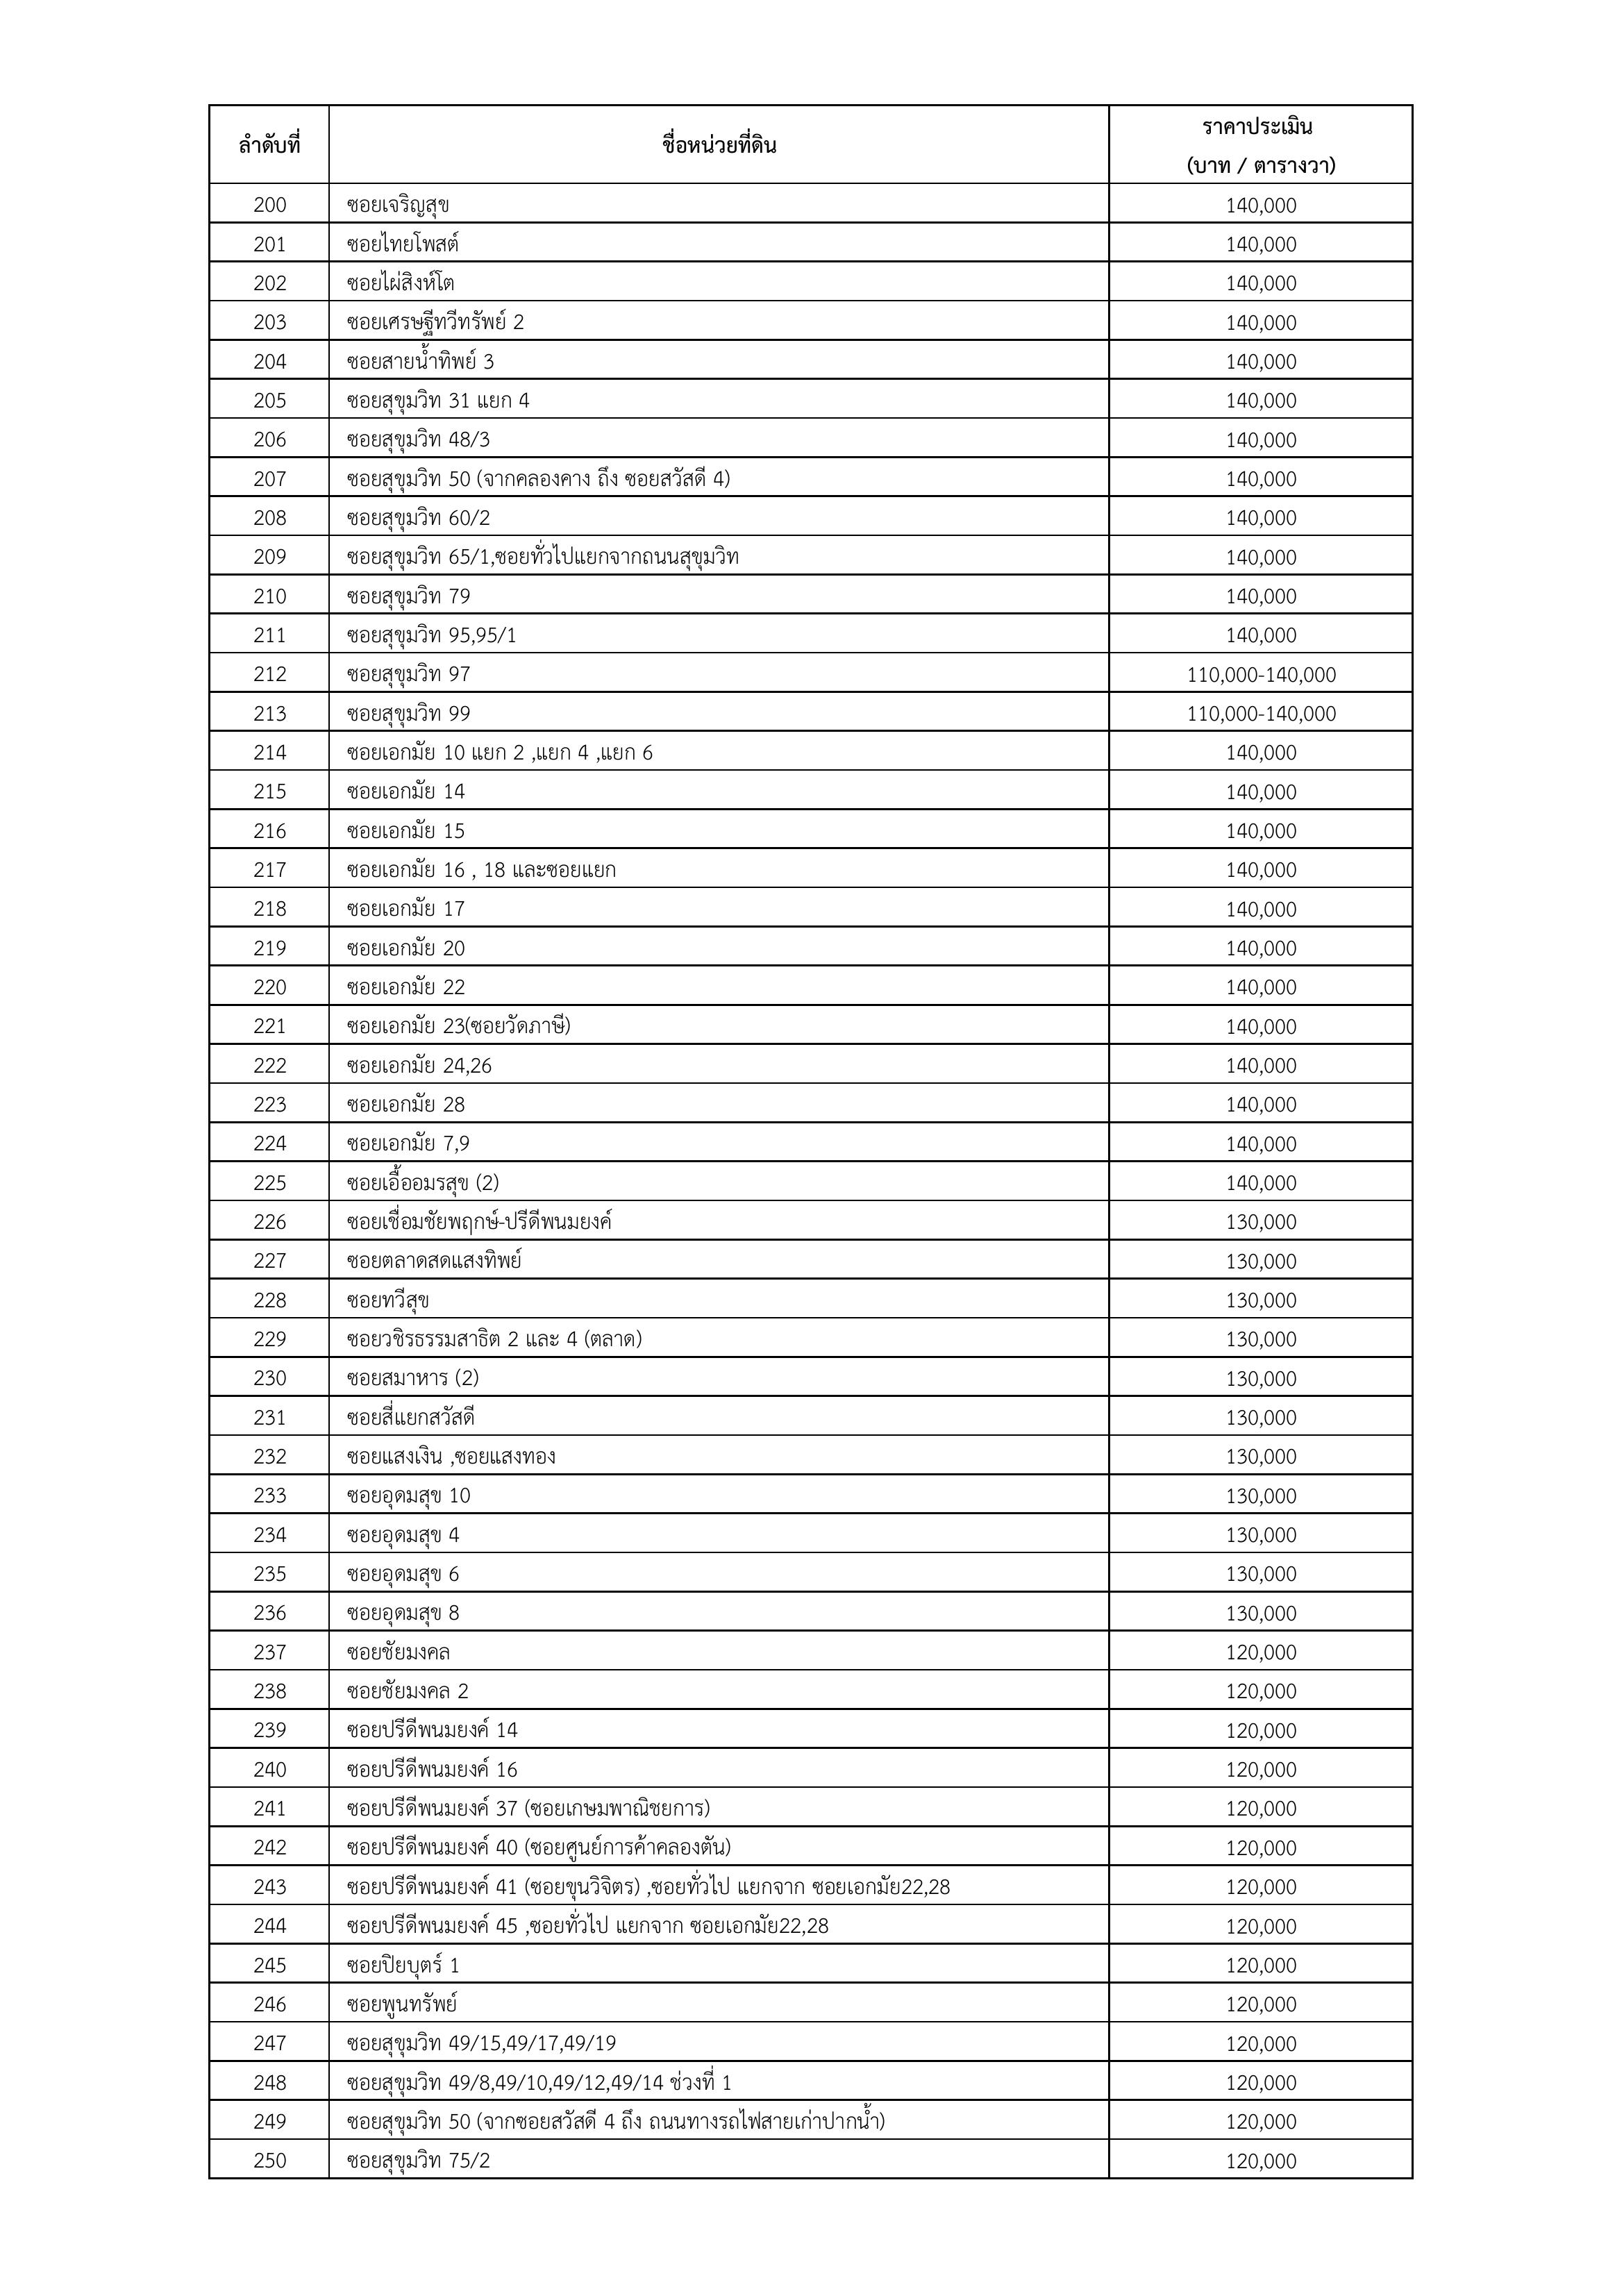 ลำดับที่ ชื่อหน่วยที่ดิน ราคาประเมิน
(บาท / ตารางวา)
200 ซอยเจริญสุข 140,000
201 ซอยไทยโพสต์ 140,000
202 ซอยไผ่สิงห์โต 140,000
203 ซอยเศรษฐีทวีทรัพย์ 2 140,000
204 ซอยสายน้ำทิพย์ 3 140,000
205 ซอยสุขุมวิท 31 แยก 4 140,000
206 ซอยสุขุมวิท 48/3 140,000
207 ซอยสุขุมวิท 50 (จากคลองคาง ถึง ซอยสวัสดี 4) 140,000
208 ซอยสุขุมวิท 60/2 140,000
209 ซอยสุขุมวิท 65/1,ซอยทั่วไปแยกจากถนนสุขุมวิท 140,000
210 ซอยสุขุมวิท 79 140,000
211 ซอยสุขุมวิท 95,95/1 140,000
212 ซอยสุขุมวิท 97 110,000-140,000
213 ซอยสุขุมวิท 99 110,000-140,000
214 ซอยเอกมัย 10 แยก 2 ,แยก 4 ,แยก 6 140,000
215 ซอยเอกมัย 14 140,000
216 ซอยเอกมัย 15 140,000
217 ซอยเอกมัย 16 , 18 และซอยแยก 140,000
218 ซอยเอกมัย 17 140,000
219 ซอยเอกมัย 20 140,000
220 ซอยเอกมัย 22 140,000
221 ซอยเอกมัย 23(ซอยวัดภาษี) 140,000
222 ซอยเอกมัย 24,26 140,000
223 ซอยเอกมัย 28 140,000
224 ซอยเอกมัย 7,9 140,000
225 ซอยเอื้ออมรสุข (2) 140,000
226 ซอยเชื่อมชัยพฤกษ์-ปรีดีพนมยงค์ 130,000
227 ซอยตลาดสดแสงทิพย์ 130,000
228 ซอยทวีสุข 130,000
229 ซอยวชิรธรรมสาธิต 2 และ 4 (ตลาด) 130,000
230 ซอยสมาหาร (2) 130,000
231 ซอยสี่แยกสวัสดี 130,000
232 ซอยแสงเงิน ,ซอยแสงทอง 130,000
233 ซอยอุดมสุข 10 130,000
234 ซอยอุดมสุข 4 130,000
235 ซอยอุดมสุข 6 130,000
236 ซอยอุดมสุข 8 130,000
237 ซอยชัยมงคล 120,000
238 ซอยชัยมงคล 2 120,000
239 ซอยปรีดีพนมยงค์ 14 120,000
240 ซอยปรีดีพนมยงค์ 16 120,000
241 ซอยปรีดีพนมยงค์ 37 (ซอยเกษมพาณิชยการ) 120,000
242 ซอยปรีดีพนมยงค์ 40 (ซอยศูนย์การค้าคลองตัน) 120,000
243 ซอยปรีดีพนมยงค์ 41 (ซอยขุนวิจิตร) ,ซอยทั่วไป แยกจาก ซอยเอกมัย22,28 120,000
244 ซอยปรีดีพนมยงค์ 45 ,ซอยทั่วไป แยกจาก ซอยเอกมัย22,28 120,000
245 ซอยปิยบุตร์ 1 120,000
246 ซอยพูนทรัพย์ 120,000
247 ซอยสุขุมวิท 49/15,49/17,49/19 120,000
248 ซอยสุขุมวิท 49/8,49/10,49/12,49/14 ช่วงที่ 1 120,000
249 ซอยสุขุมวิท 50 (จากซอยสวัสดี 4 ถึง ถนนทางรถไฟสายเก่าปากน้ำ) 120,000
250 ซอยสุขุมวิท 75/2 120,000